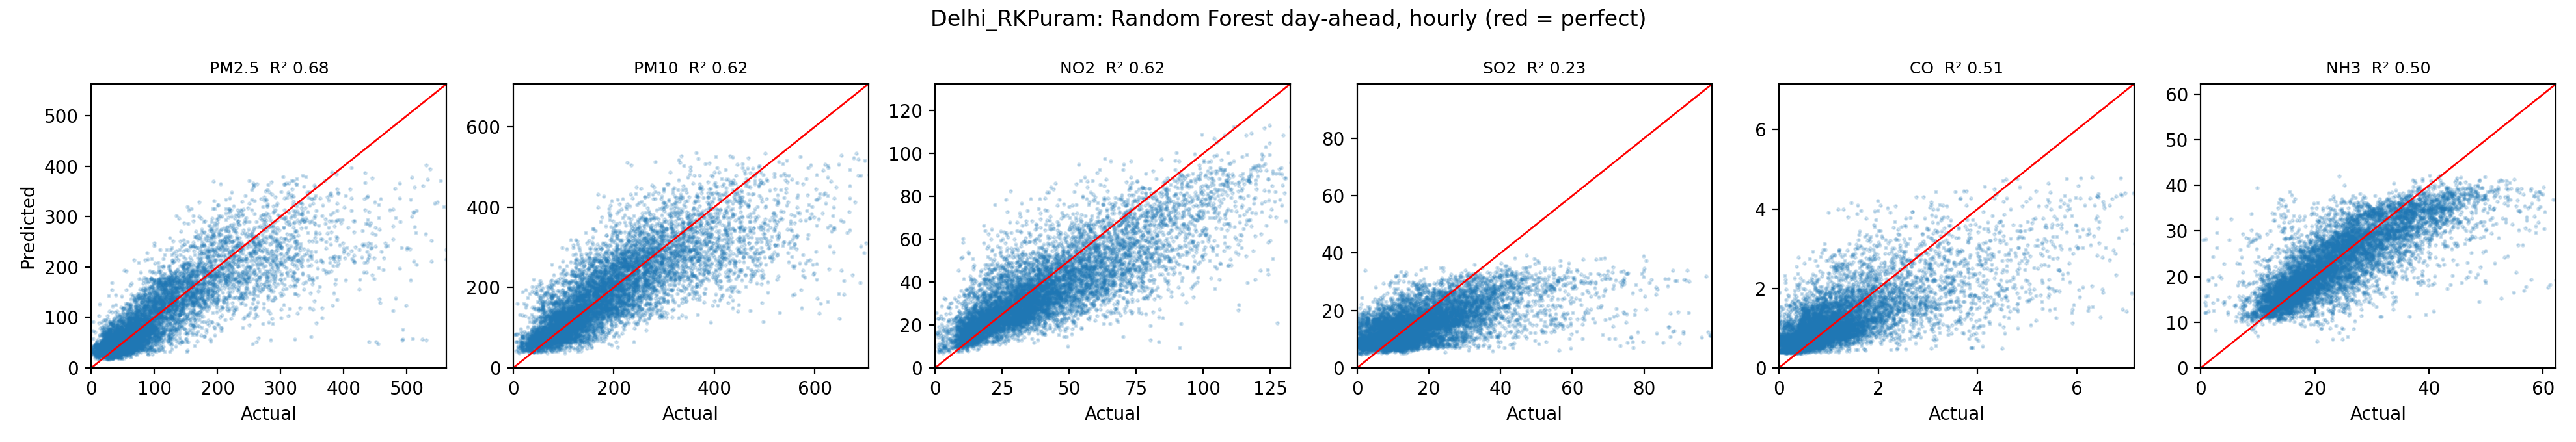 Delhi_RKPuram: Random Forest day-ahead, hourly (red = perfect)
PM2.5  R² 0.68
Predicted
500
400
300
200
100
0
0 100 200 300 400 500
Actual
PM10  R² 0.62
600
400
200
0
0 200 400 600
Actual
NO2  R² 0.62
120
100
80
60
40
20
0
0 25 50 75 100 125
Actual
SO2  R² 0.23
80
60
40
20
0
0 20 40 60 80
Actual
CO  R² 0.51
6
4
2
0
0 2 4 6
Actual
NH3  R² 0.50
60
50
40
30
20
10
0
0 20 40 60
Actual